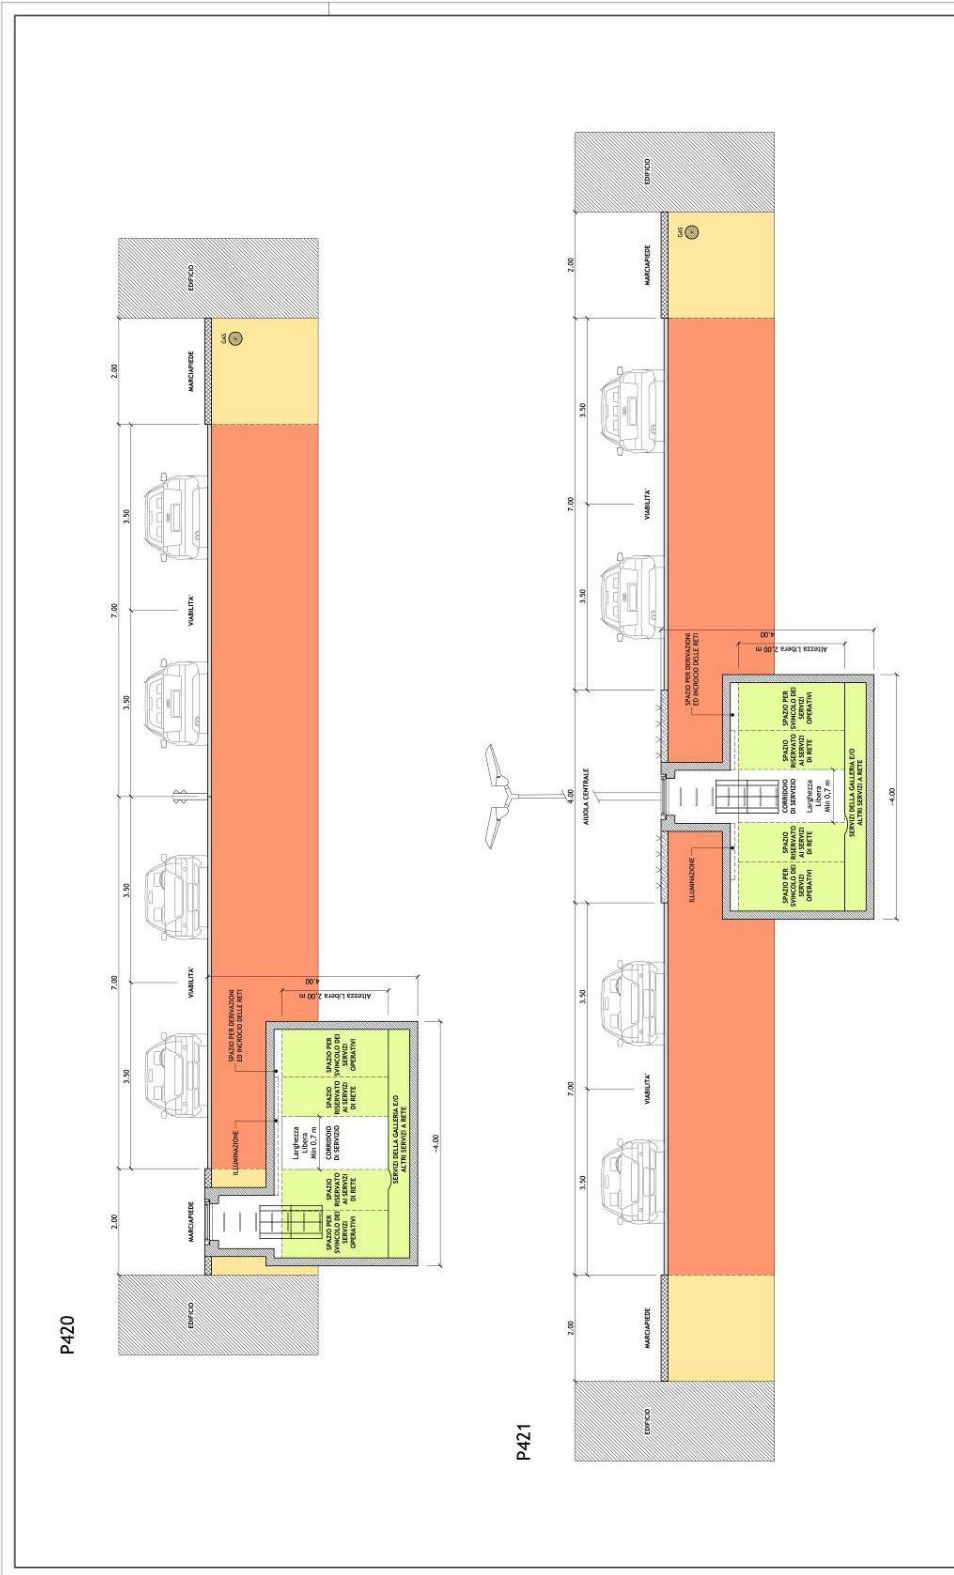 P420
2.00
7.00
7.00
2.00
3.50
3.50
3.50
3.50
EDIFICIO
MARCIAPIEDE
VIABILITA'
VIABILITA'
MARCIAPIEDE
EDIFICIO
GAS
ILLUMINAZIONE
SPAZIO PER DERIVAZIONI
ED INCROCIO DELLE RETI
4.00
Altezza Libera 2,00 m
SPAZIO PER
SVINCOLO DEI
SERVIZI
OPERATIVI
SPAZIO
RISERVATO
AI SERVIZI
DI RETE
Larghezza
Libera
Min 0,7 m
CORRIDOIO
DI SERVIZIO
SPAZIO
RISERVATO
AI SERVIZI
DI RETE
SPAZIO PER
SVINCOLO DEI
SERVIZI
OPERATIVI
SERVIZI DELLA GALLERIA E/O
ALTRI SERVIZI A RETE
~4.00
P421
AIUOLA CENTRALE
2.00
7.00
4.00
7.00
2.00
3.50
3.50
3.50
3.50
EDIFICIO
MARCIAPIEDE
VIABILITA'
VIABILITA'
MARCIAPIEDE
EDIFICIO
GAS
ILLUMINAZIONE
SPAZIO PER DERIVAZIONI
ED INCROCIO DELLE RETI
4.00
Altezza Libera 2,00 m
SPAZIO PER
SVINCOLO DEI
SERVIZI
OPERATIVI
SPAZIO
RISERVATO
AI SERVIZI
DI RETE
CORRIDOIO
DI SERVIZIO
Larghezza
Libera
Min 0,7 m
SPAZIO
RISERVATO
AI SERVIZI
DI RETE
SPAZIO PER
SVINCOLO DEI
SERVIZI
OPERATIVI
SERVIZI DELLA GALLERIA E/O
ALTRI SERVIZI A RETE
~4.00